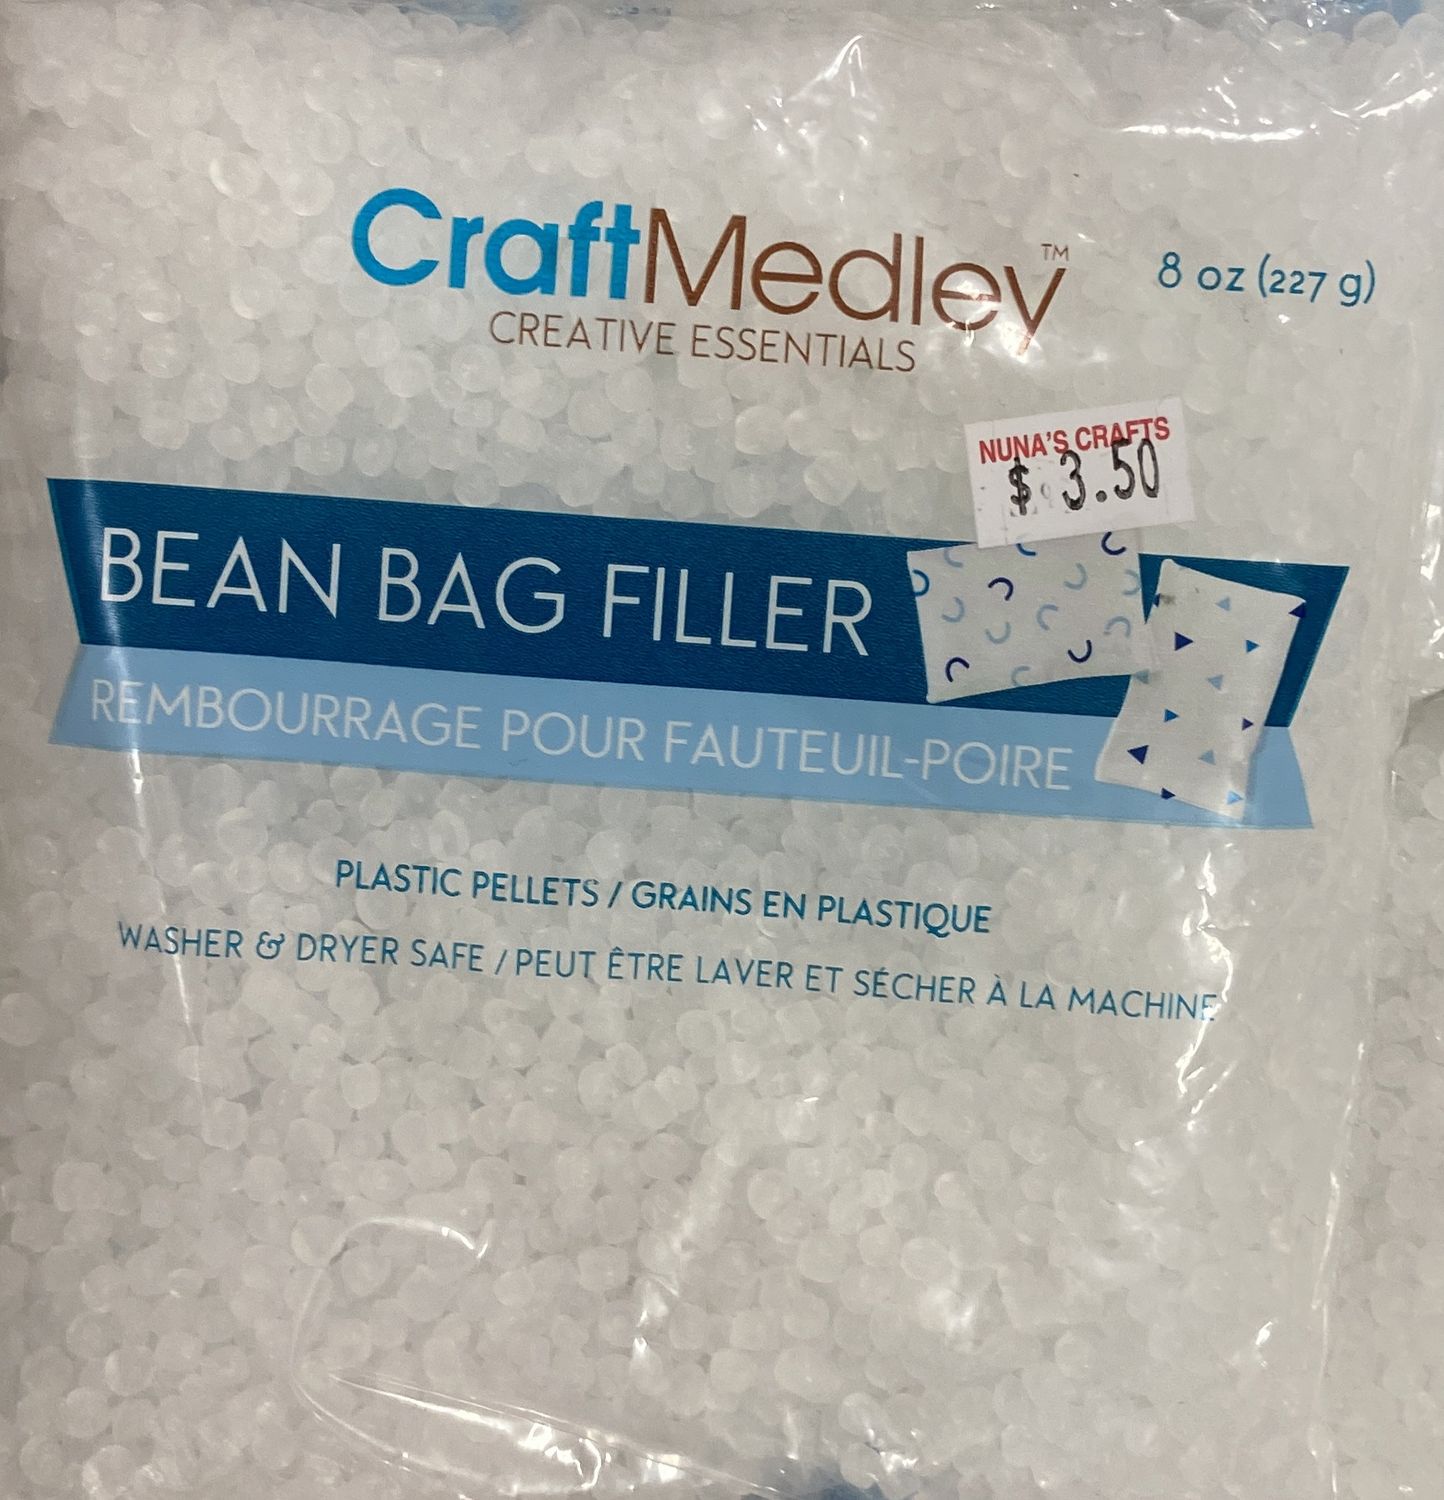 CraftMedley™
CREATIVE ESSENTIALS
8 oz (227 g)
NUNA'S CRAFTS
$ 3.50
BEAN BAG FILLER
REMBOURRAGE POUR FAUTEUIL-POIRE
PLASTIC PELLETS / GRAINS EN PLASTIQUE
WASHER & DRYER SAFE / PEUT ÊTRE LAVER ET SÉCHER À LA MACHINE